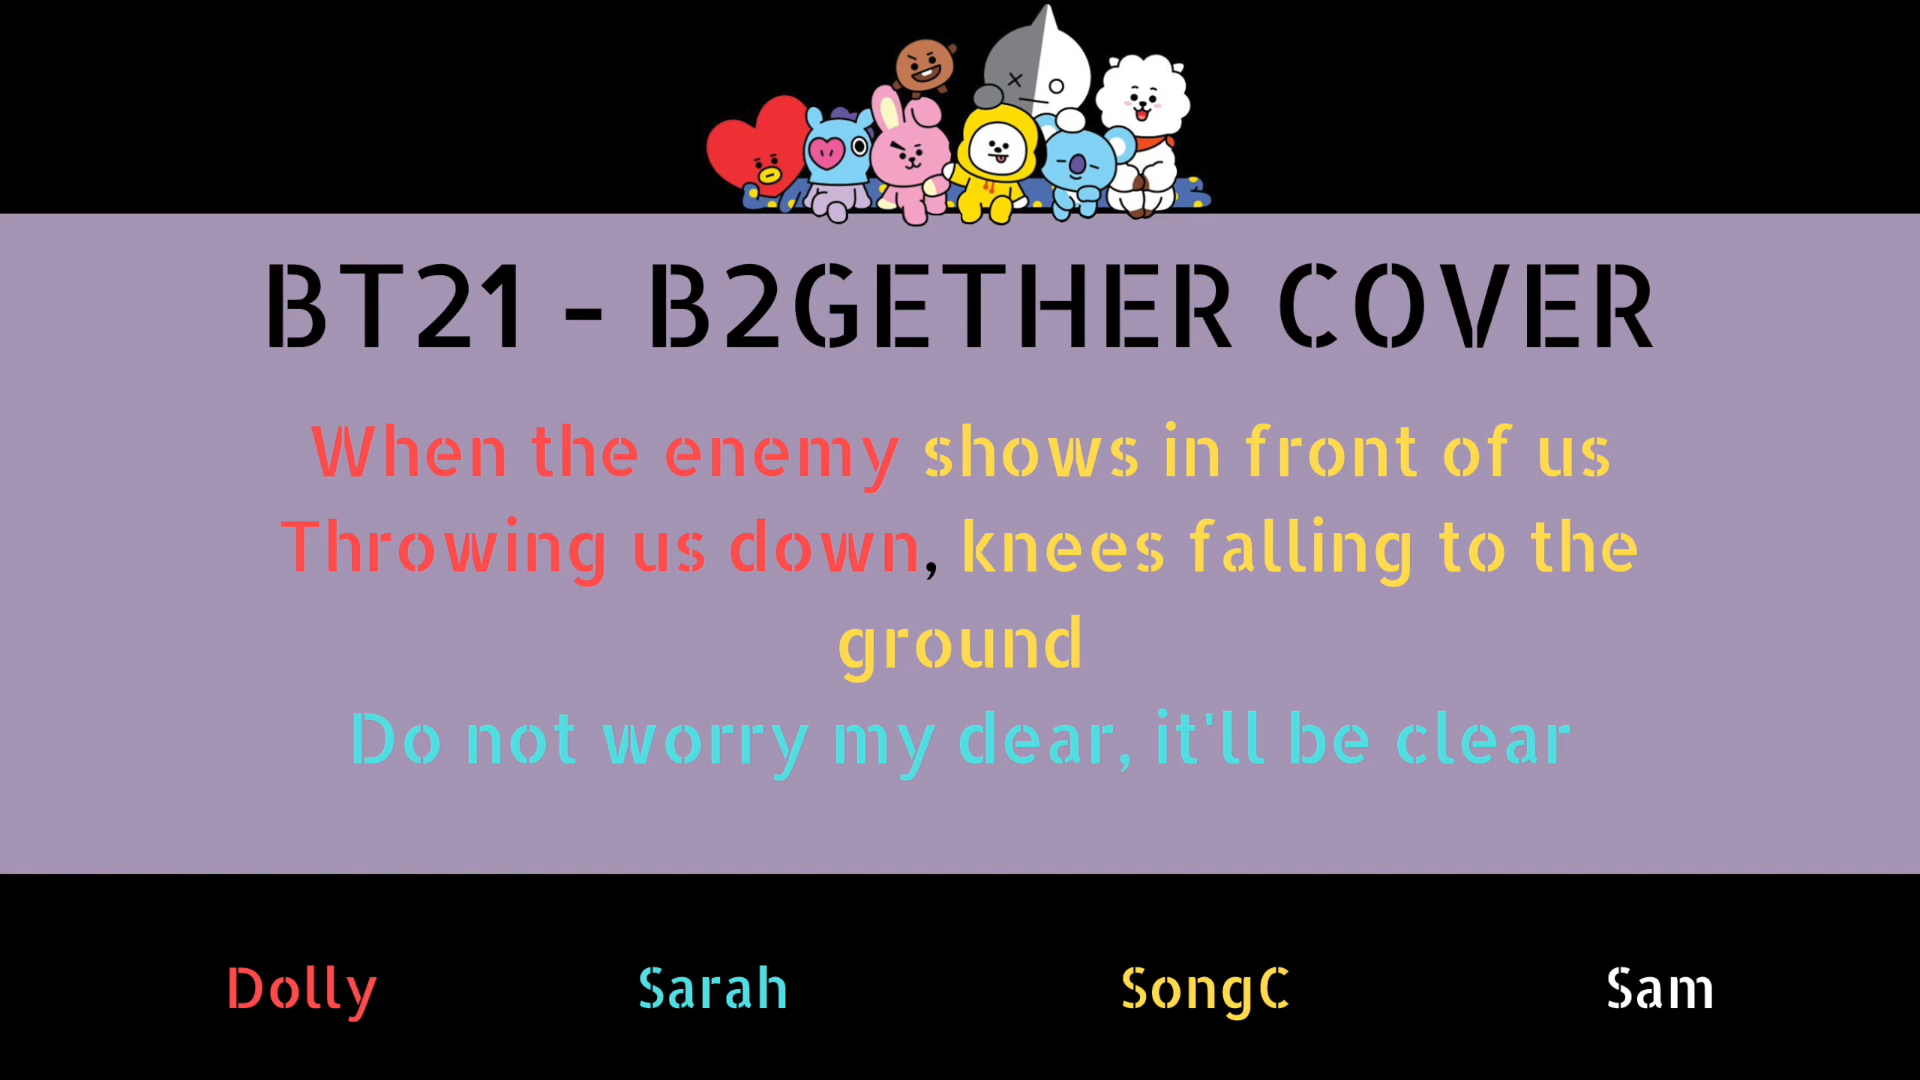 BT21 - B2GETHER COVER
When the enemy shows in front of us
Throwing us down, knees falling to the
ground
Do not worry my dear, it'll be clear
Dolly Sarah SongC Sam